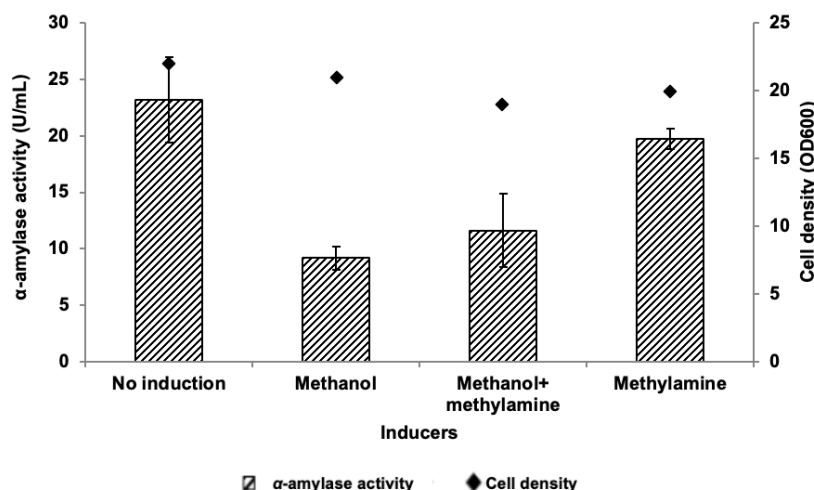 α-amylase activity (U/mL)
30
25
20
15
10
5
0
Cell density (OD600)
25
20
15
10
5
0
No induction
Methanol
Methanol+
methylamine
Methylamine
Inducers
α-amylase activity
Cell density